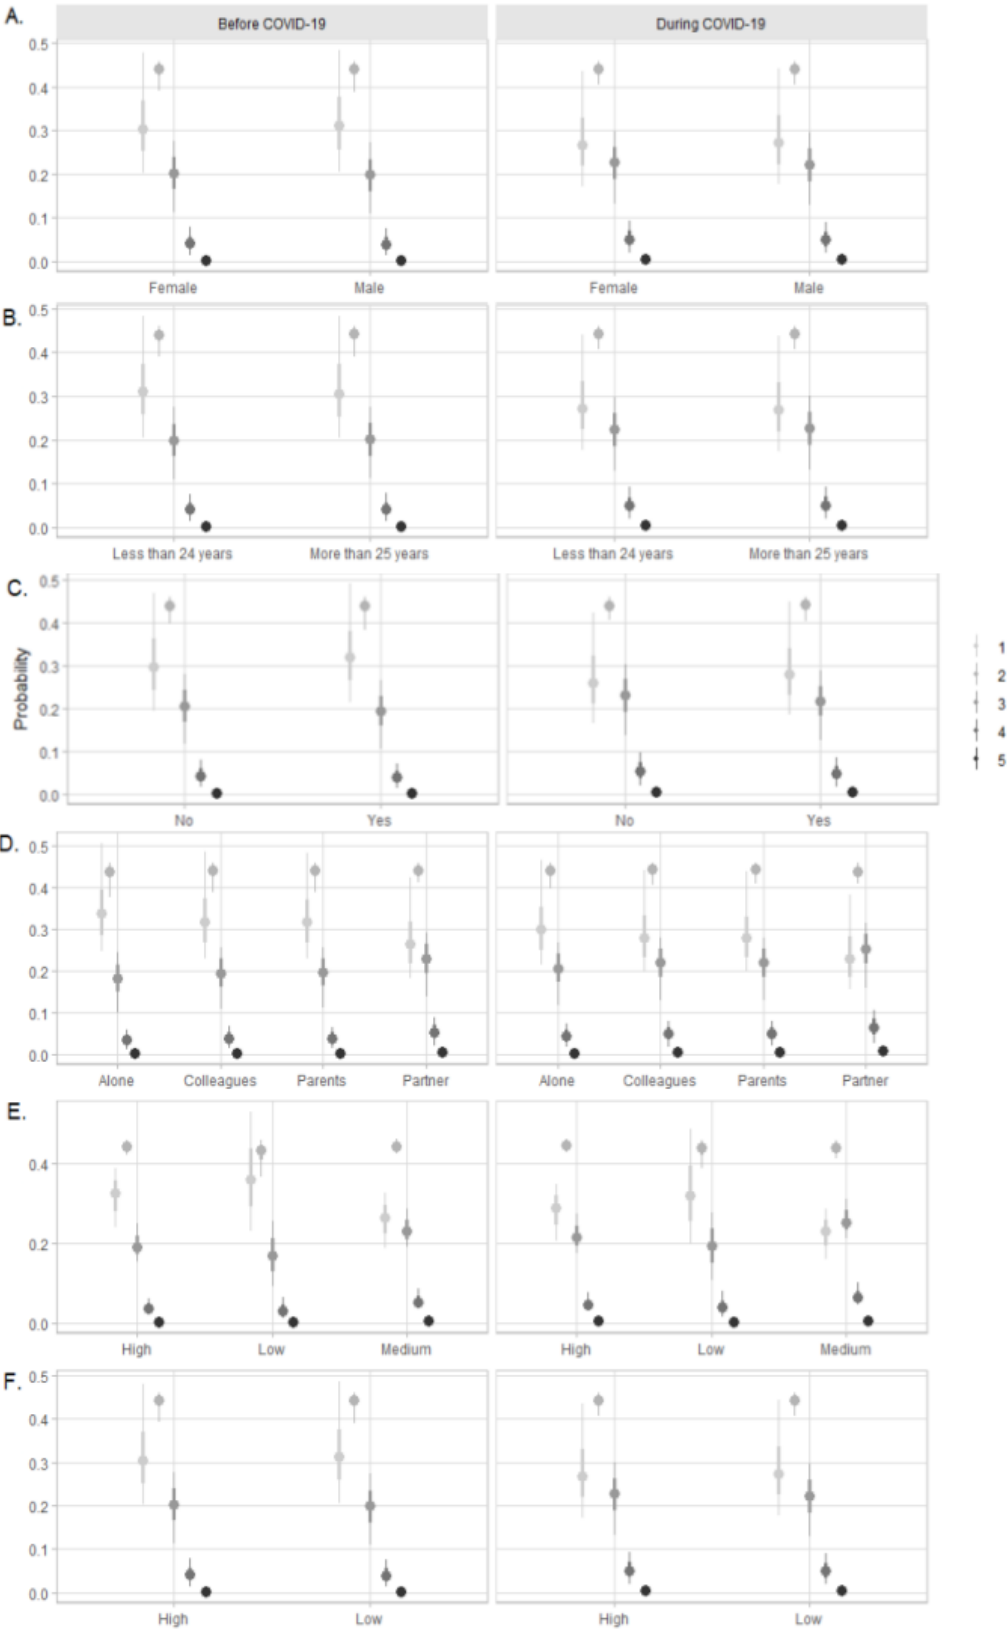 A.
Before COVID-19 During COVID-19
0.5
0.4
0.3
0.2
0.1
0.0
Female Male Female Male
B.
0.5
0.4
0.3
0.2
0.1
0.0
Less than 24 years More than 25 years Less than 24 years More than 25 years
C.
0.5
0.4
0.3
0.2
0.1
0.0
Probability
No Yes No Yes
1
2
3
4
5
D.
0.5
0.4
0.3
0.2
0.1
0.0
Alone Colleagues Parents Partner Alone Colleagues Parents Partner
E.
0.4
0.2
0.0
High Low Medium High Low Medium
F.
0.5
0.4
0.3
0.2
0.1
0.0
High Low High Low